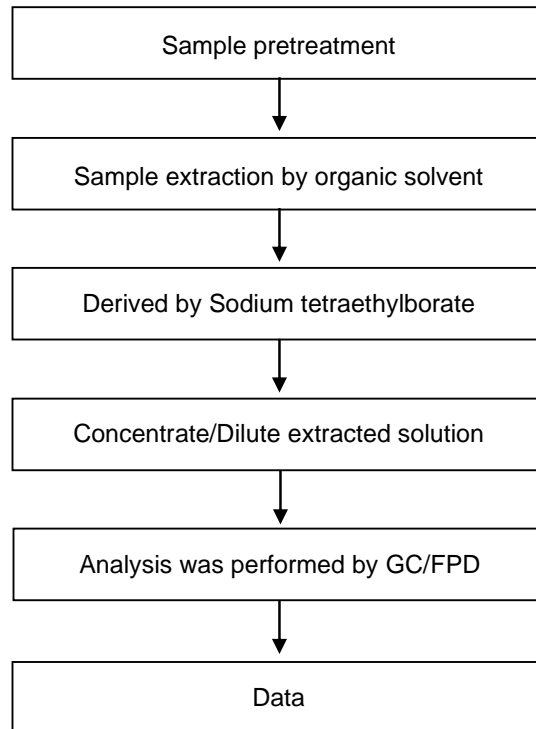 Sample pretreatment
Sample extraction by organic solvent
Derived by Sodium tetraethylborate
Concentrate/Dilute extracted solution
Analysis was performed by GC/FPD
Data